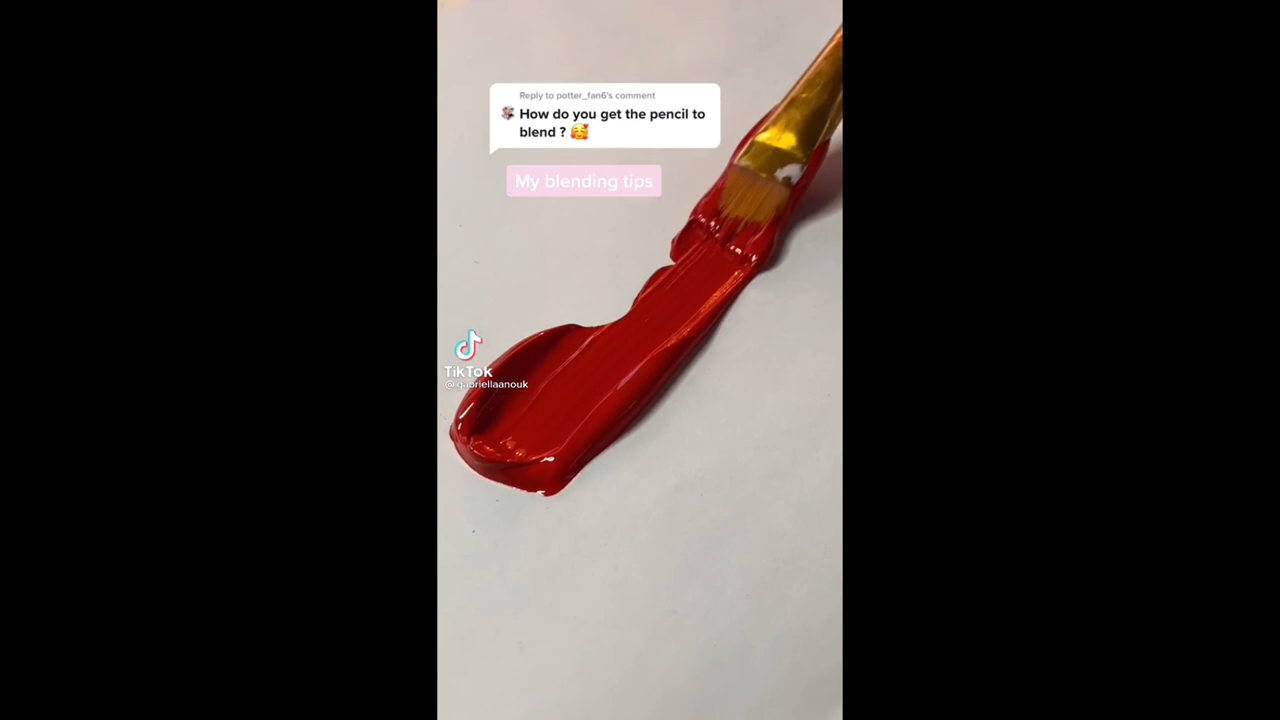 Reply to potter_fan6's comment
How do you get the pencil to
blend ? 🥰
My blending tips
TikTok
@gabriellaanouk